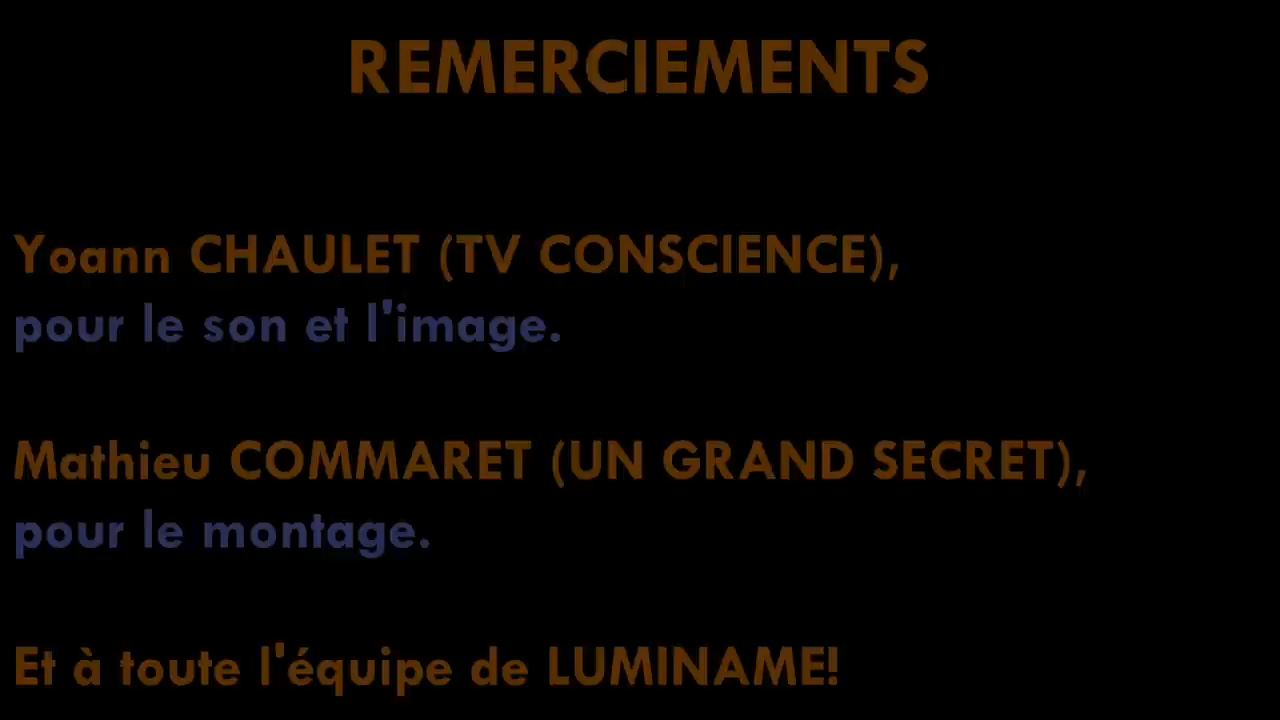 REMERCIEMENTS
Yoann CHAULET (TV CONSCIENCE),
pour le son et l'image.
Mathieu COMMARET (UN GRAND SECRET),
pour le montage.
Et à toute l'équipe de LUMINAME!